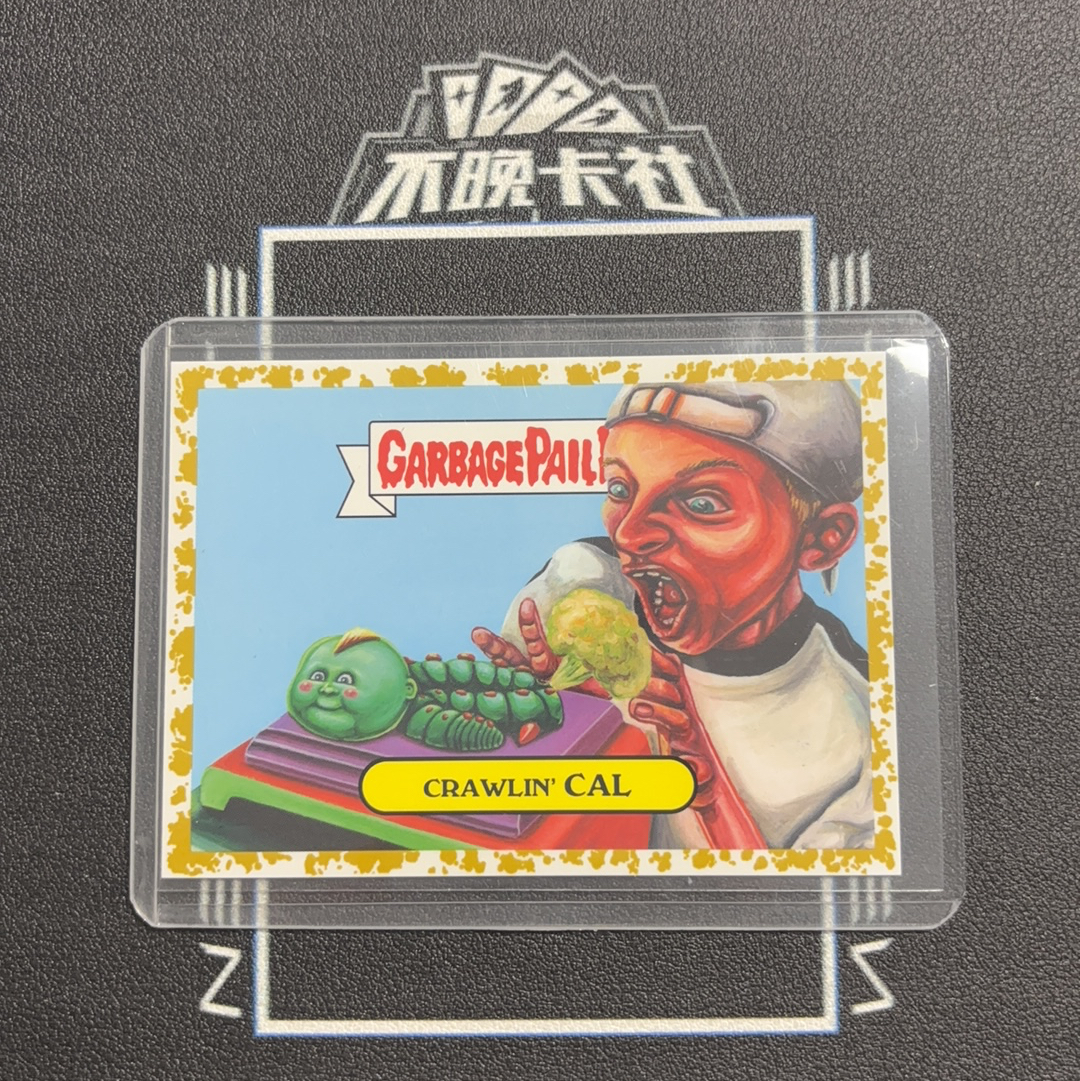 不晚卡社
GARBAGE PAIL
CRAWLIN' CAL